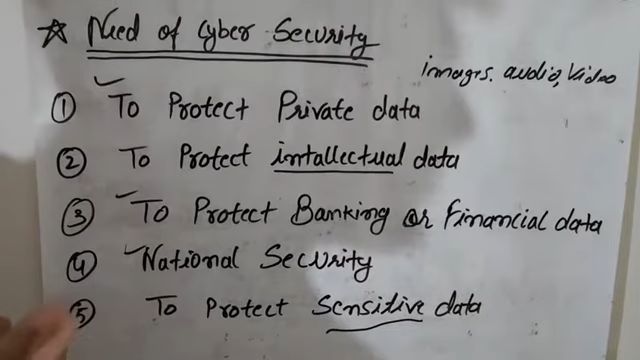 ☆ Need of Cyber Security
images, audio, Video
① To Protect Private data
② To Protect intallectual data
③ To Protect Banking or Financial data
④ National Security
⑤ To Protect Sensitive data